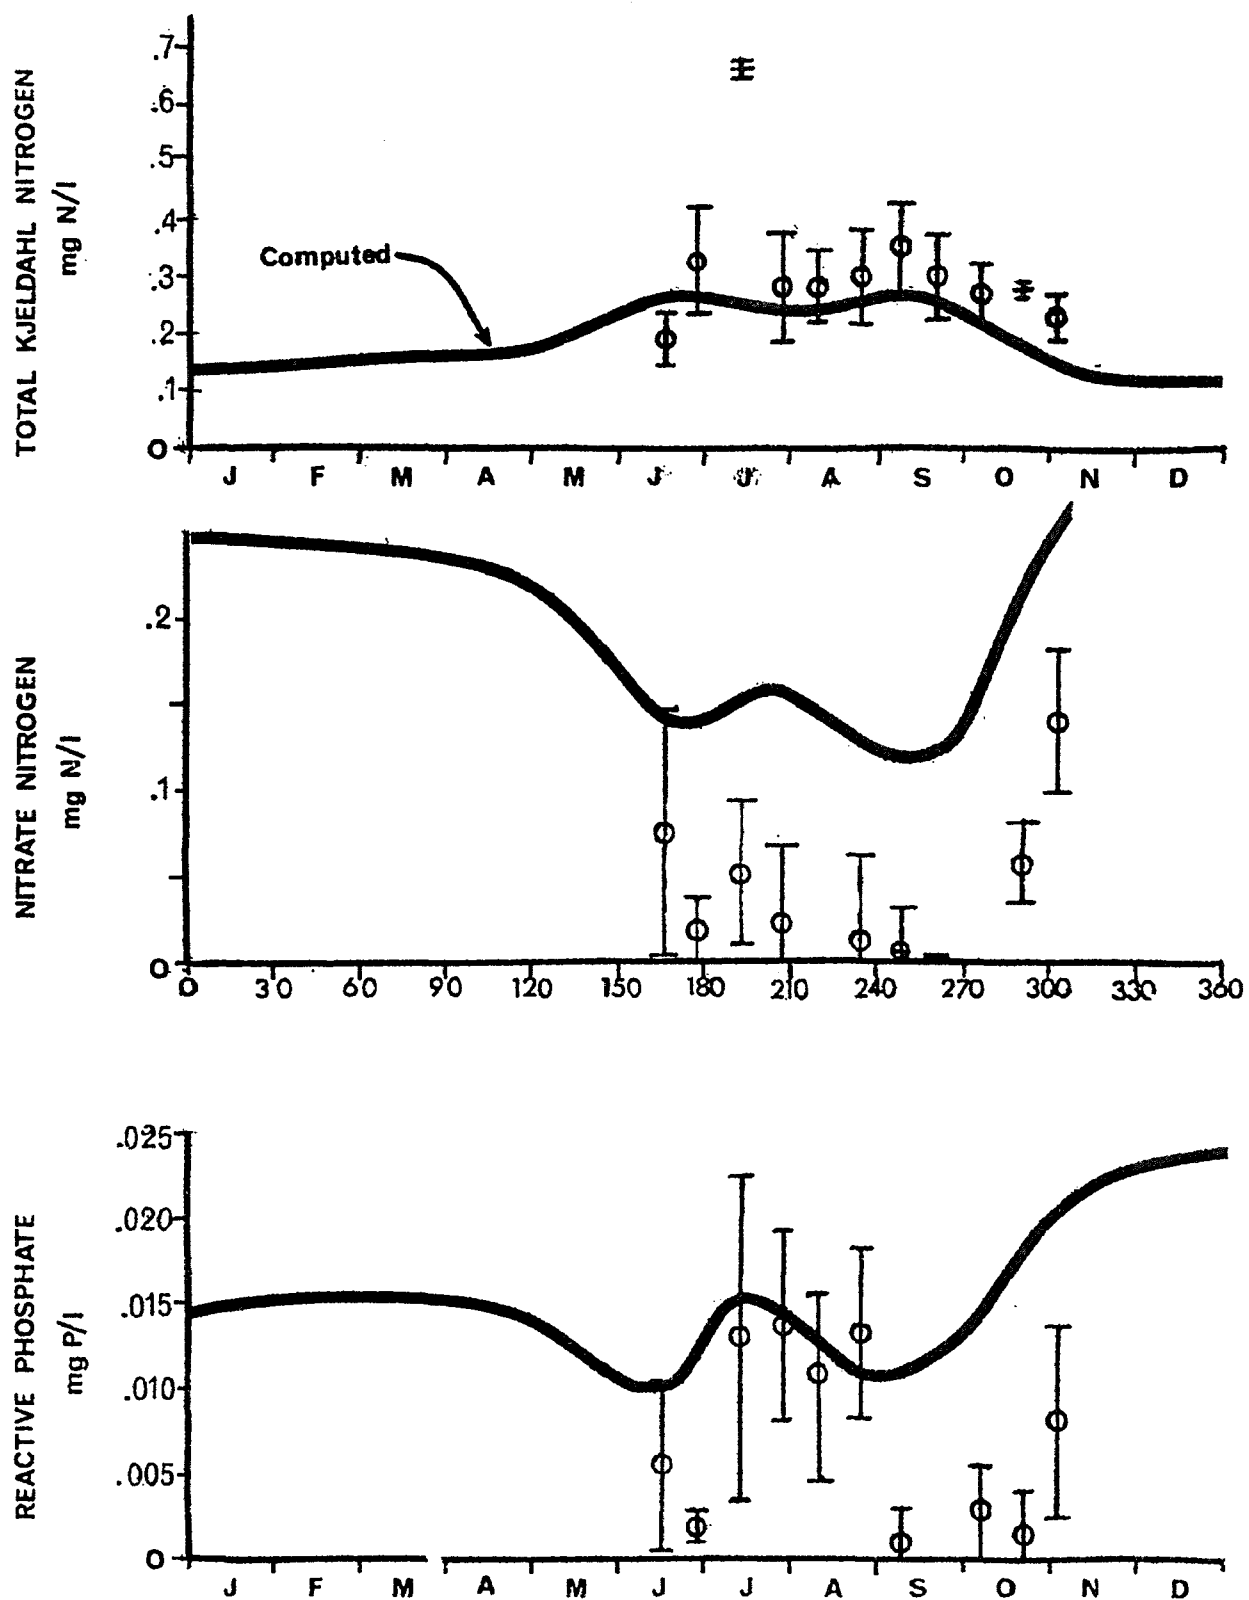 TOTAL KJELDAHL NITROGEN
mg N/l
.7
.6
.5
.4
.3
.2
.1
0
Computed
J F M A M J J A S O N D
NITRATE NITROGEN
mg N/l
.2
.1
0
0 30 60 90 120 150 180 210 240 270 300 330 360
REACTIVE PHOSPHATE
mg P/l
.025
.020
.015
.010
.005
0
J F M A M J J A S O N D